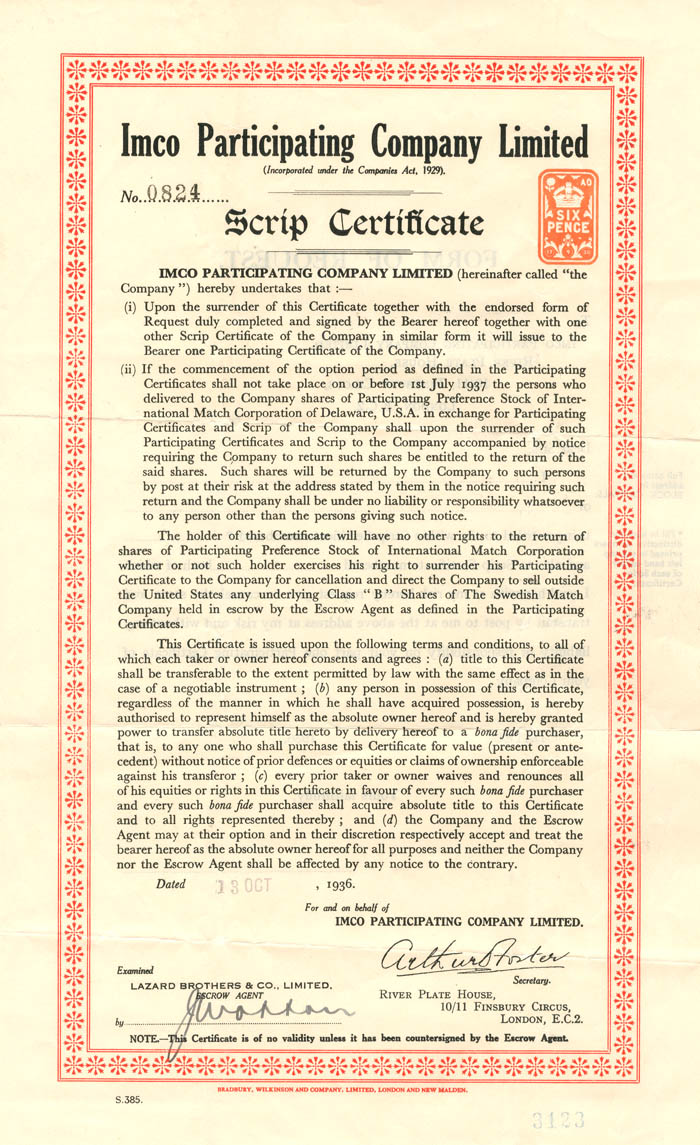 Imco Participating Company Limited
(Incorporated under the Companies Act, 1929).
No. 0824
AO
SIX
PENCE
Scrip Certificate
IMCO PARTICIPATING COMPANY LIMITED (hereinafter called "the
Company") hereby undertakes that :—
(i) Upon the surrender of this Certificate together with the endorsed form of
Request duly completed and signed by the Bearer hereof together with one
other Scrip Certificate of the Company in similar form it will issue to the
Bearer one Participating Certificate of the Company.
(ii) If the commencement of the option period as defined in the Participating
Certificates shall not take place on or before 1st July 1937 the persons who
delivered to the Company shares of Participating Preference Stock of Inter-
national Match Corporation of Delaware, U.S.A. in exchange for Participating
Certificates and Scrip of the Company shall upon the surrender of such
Participating Certificates and Scrip to the Company accompanied by notice
requiring the Company to return such shares be entitled to the return of the
said shares. Such shares will be returned by the Company to such persons
by post at their risk at the address stated by them in the notice requiring such
return and the Company shall be under no liability or responsibility whatsoever
to any person other than the persons giving such notice.
The holder of this Certificate will have no other rights to the return of
shares of Participating Preference Stock of International Match Corporation
whether or not such holder exercises his right to surrender his Participating
Certificate to the Company for cancellation and direct the Company to sell outside
the United States any underlying Class "B" Shares of The Swedish Match
Company held in escrow by the Escrow Agent as defined in the Participating
Certificates.
This Certificate is issued upon the following terms and conditions, to all of
which each taker or owner hereof consents and agrees : (a) title to this Certificate
shall be transferable to the extent permitted by law with the same effect as in the
case of a negotiable instrument ; (b) any person in possession of this Certificate,
regardless of the manner in which he shall have acquired possession, is hereby
authorised to represent himself as the absolute owner hereof and is hereby granted
power to transfer absolute title hereto by delivery hereof to a bona fide purchaser,
that is, to any one who shall purchase this Certificate for value (present or ante-
cedent) without notice of prior defences or equities or claims of ownership enforceable
against his transferor ; (c) every prior taker or owner waives and renounces all
of his equities or rights in this Certificate in favour of every such bona fide purchaser
and every such bona fide purchaser shall acquire absolute title to this Certificate
and to all rights represented thereby ; and (d) the Company and the Escrow
Agent may at their option and in their discretion respectively accept and treat the
bearer hereof as the absolute owner hereof for all purposes and neither the Company
nor the Escrow Agent shall be affected by any notice to the contrary.
Dated 13 OCT , 1936.
For and on behalf of
IMCO PARTICIPATING COMPANY LIMITED.
Arthur Foster
Secretary.
Examined
LAZARD BROTHERS & CO., LIMITED.
ESCROW AGENT
by
RIVER PLATE HOUSE,
10/11 FINSBURY CIRCUS,
LONDON, E.C.2.
NOTE.—This Certificate is of no validity unless it has been countersigned by the Escrow Agent.
BRADBURY, WILKINSON AND COMPANY, LIMITED, LONDON AND NEW MALDEN.
S.385.
3123